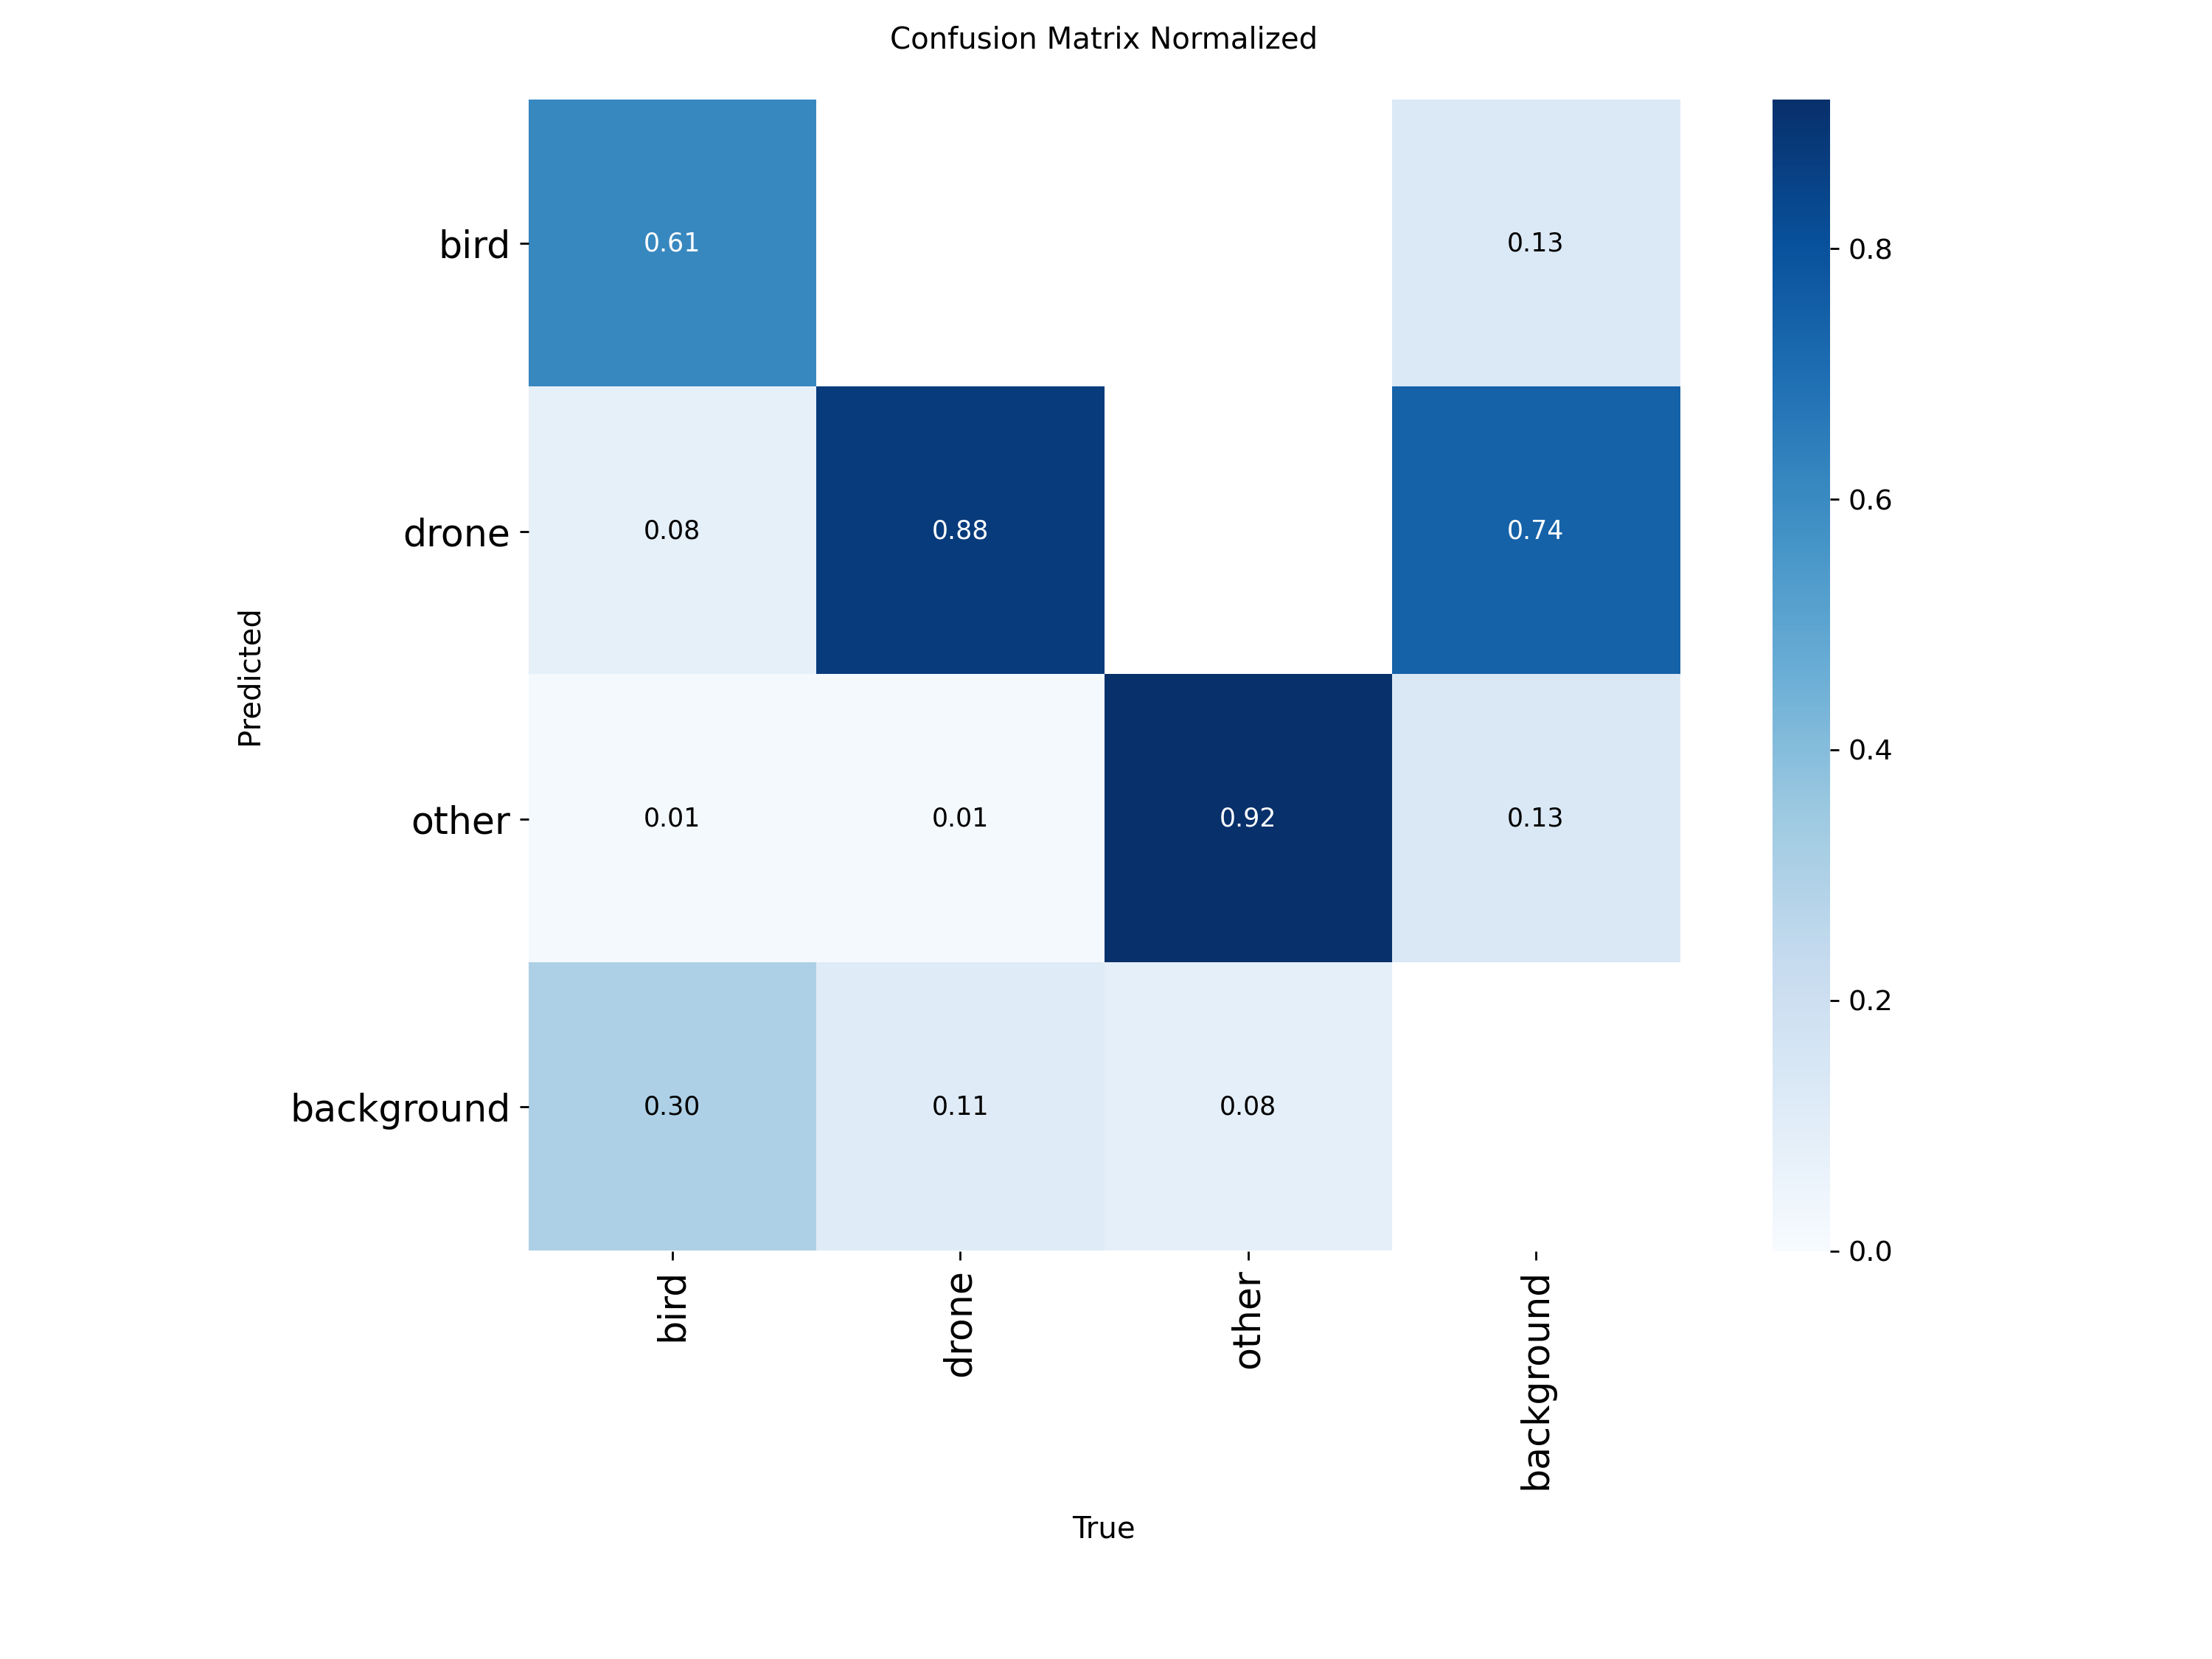 Confusion Matrix Normalized
bird
0.61
0.13
0.8
drone
0.08
0.88
0.74
0.6
Predicted
0.4
other
0.01
0.01
0.92
0.13
0.2
background
0.30
0.11
0.08
0.0
bird
drone
other
background
True